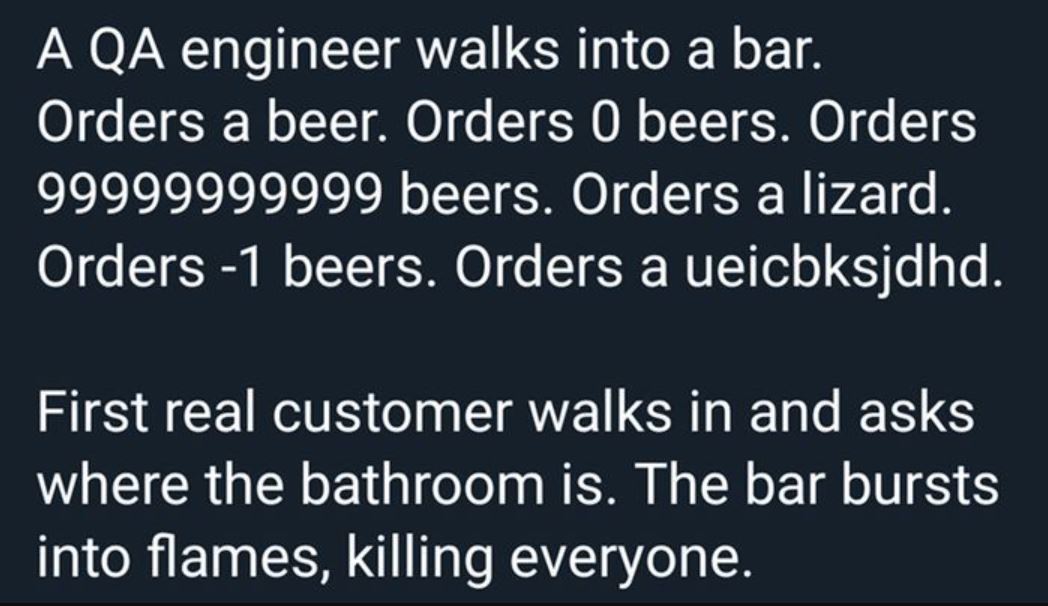 A QA engineer walks into a bar.
Orders a beer. Orders 0 beers. Orders
99999999999 beers. Orders a lizard.
Orders -1 beers. Orders a ueicbksjdhd.
First real customer walks in and asks
where the bathroom is. The bar bursts
into flames, killing everyone.